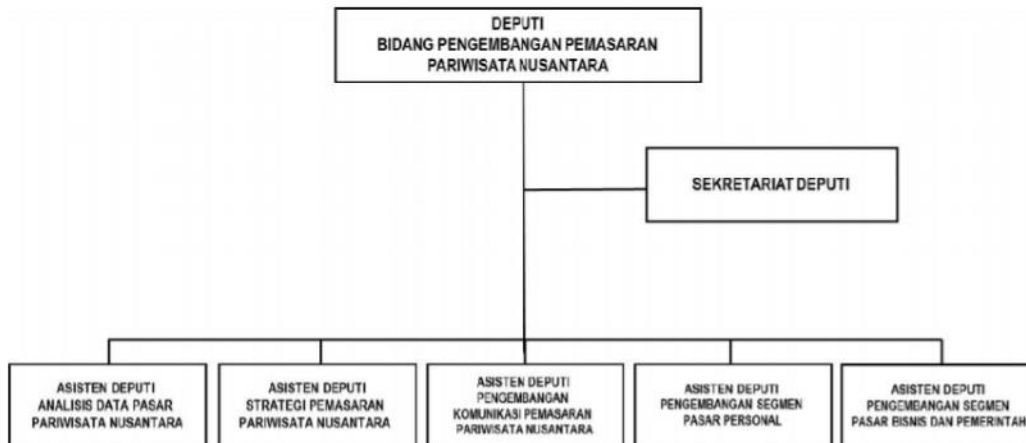 DEPUTI
BIDANG PENGEMBANGAN PEMASARAN
PARIWISATA NUSANTARA
SEKRETARIAT DEPUTI
ASISTEN DEPUTI
ANALISIS DATA PASAR
PARIWISATA NUSANTARA
ASISTEN DEPUTI
STRATEGI PEMASARAN
PARIWISATA NUSANTARA
ASISTEN DEPUTI
PENGEMBANGAN
KOMUNIKASI PEMASARAN
PARIWISATA NUSANTARA
ASISTEN DEPUTI
PENGEMBANGAN SEGMEN
PASAR PERSONAL
ASISTEN DEPUTI
PENGEMBANGAN SEGMEN
PASAR BISNIS DAN PEMERINTAH